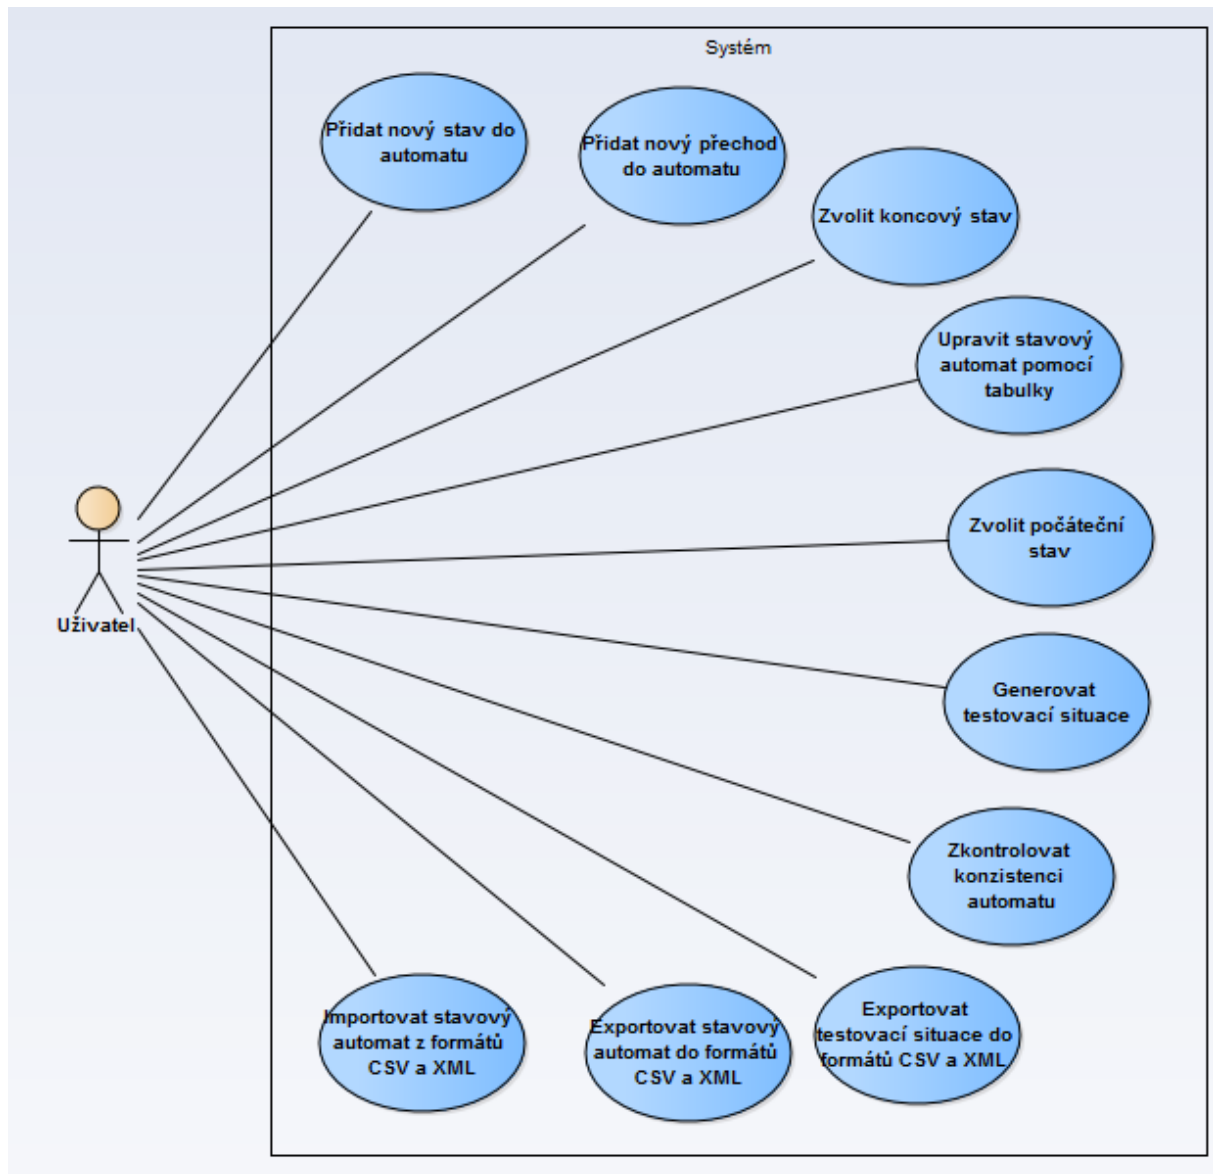 Systém
Přidat nový stav do
automatu
Přidat nový přechod
do automatu
Zvolit koncový stav
Upravit stavový
automat pomocí
tabulky
Zvolit počáteční
stav
Uživatel
Generovat
testovací situace
Zkontrolovat
konzistenci
automatu
Exportovat
testovací situace do
formátů CSV a XML
Exportovat stavový
automat do formátů
CSV a XML
Importovat stavový
automat z formátů
CSV a XML